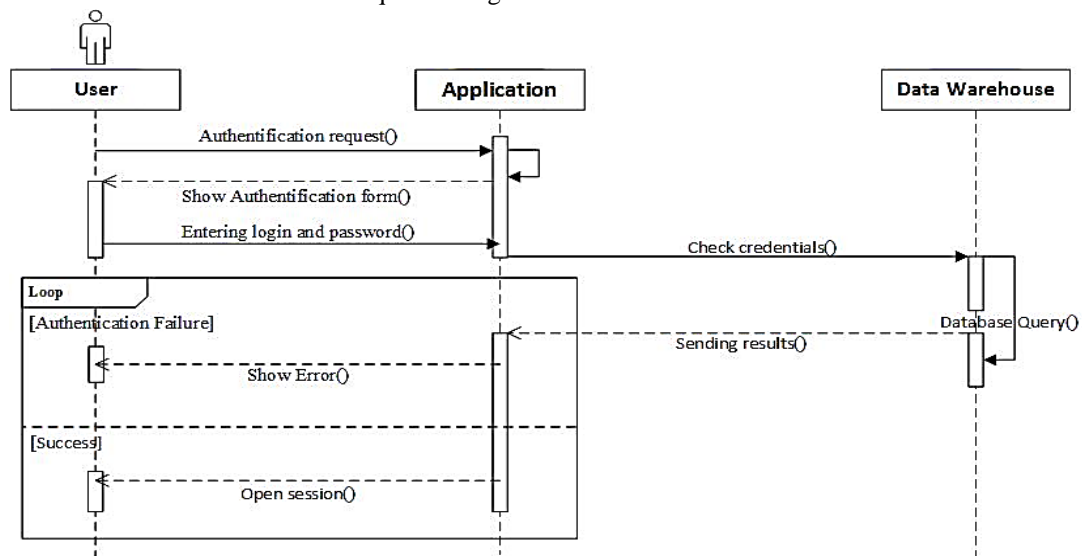 User
Application
Data Warehouse
Authentification request()
Show Authentification form()
Entering login and password()
Check credentials()
Loop
[Authentication Failure]
Database Query()
Sending results()
Show Error()
[Success]
Open session()